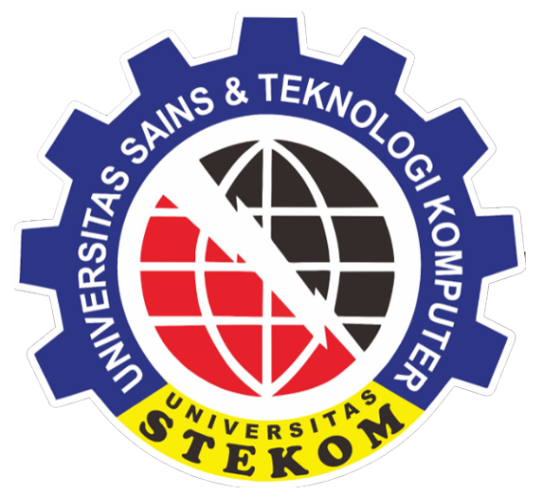 UNIVERSITAS SAINS & TEKNOLOGI KOMPUTER
UNIVERSITAS
STEKOM